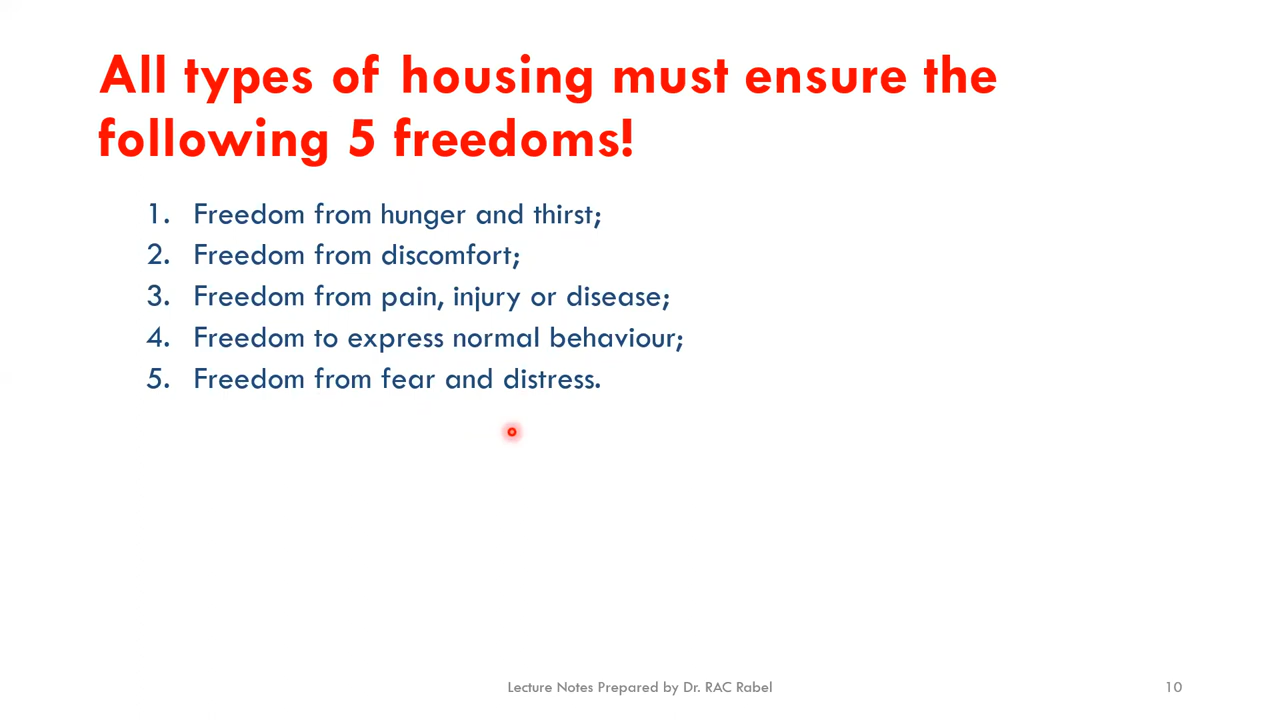 All types of housing must ensure the
following 5 freedoms!
1. Freedom from hunger and thirst;
2. Freedom from discomfort;
3. Freedom from pain, injury or disease;
4. Freedom to express normal behaviour;
5. Freedom from fear and distress.
Lecture Notes Prepared by Dr. RAC Rabel
10